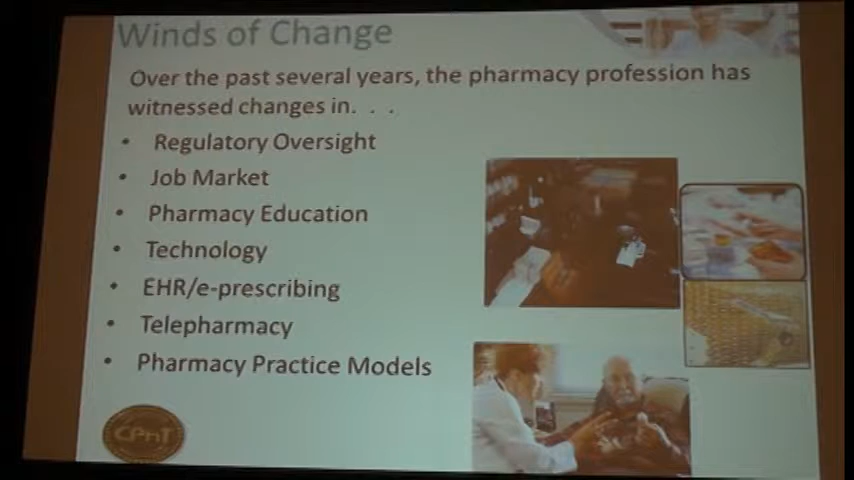 Winds of Change
Over the past several years, the pharmacy profession has
witnessed changes in. . .
• Regulatory Oversight
• Job Market
• Pharmacy Education
• Technology
• EHR/e-prescribing
• Telepharmacy
• Pharmacy Practice Models
CPnT